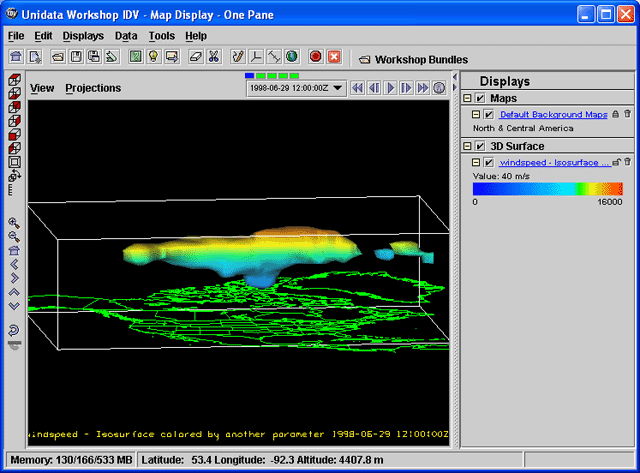 Unidata Workshop IDV - Map Display - One Pane
File Edit Displays Data Tools Help
Workshop Bundles
View Projections
1998-06-29 12:00:00Z
Displays
Maps
Default Background Maps
North & Central America
3D Surface
windspeed - Isosurface ...
Value: 40 m/s
0 16000
windspeed - Isosurface colored by another parameter 1998-06-29 12:00:00Z
Memory: 130/166/533 MB Latitude: 53.4 Longitude: -92.3 Altitude: 4407.8 m